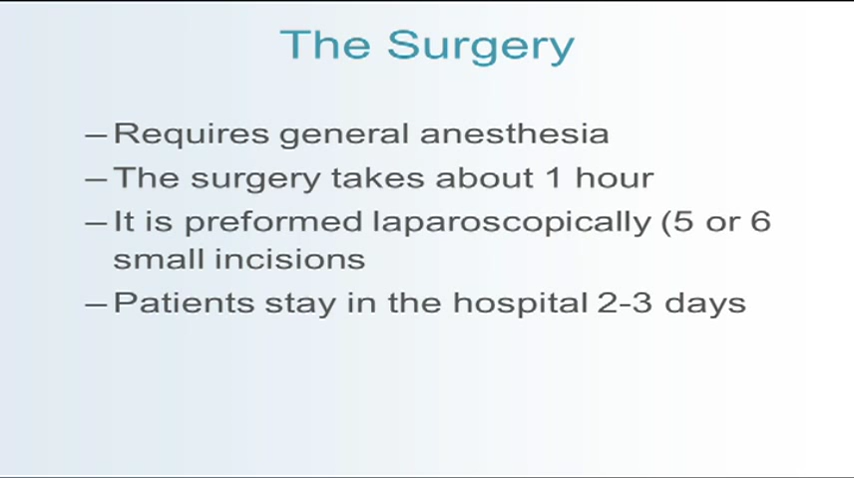 The Surgery
– Requires general anesthesia
– The surgery takes about 1 hour
– It is preformed laparoscopically (5 or 6
small incisions
– Patients stay in the hospital 2-3 days